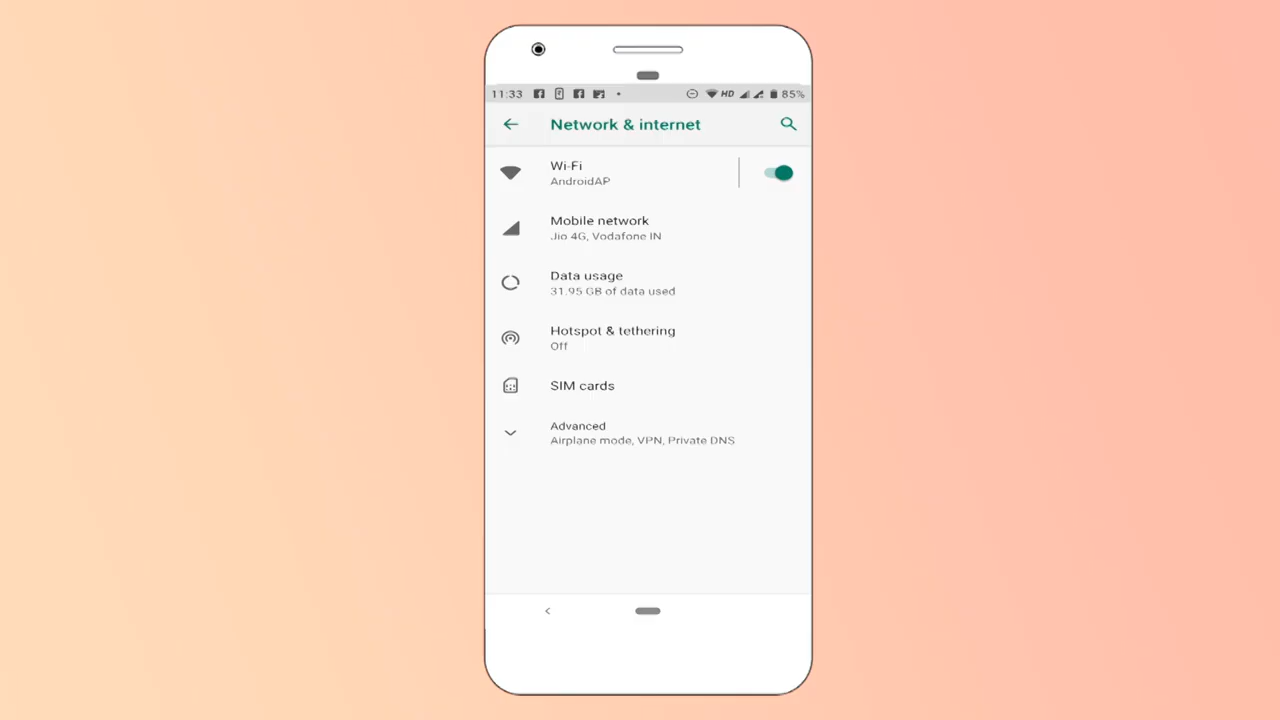 11:33 HD 85%
Network & internet
Wi-Fi
AndroidAP
Mobile network
Jio 4G, Vodafone IN
Data usage
31.95 GB of data used
Hotspot & tethering
Off
SIM cards
Advanced
Airplane mode, VPN, Private DNS